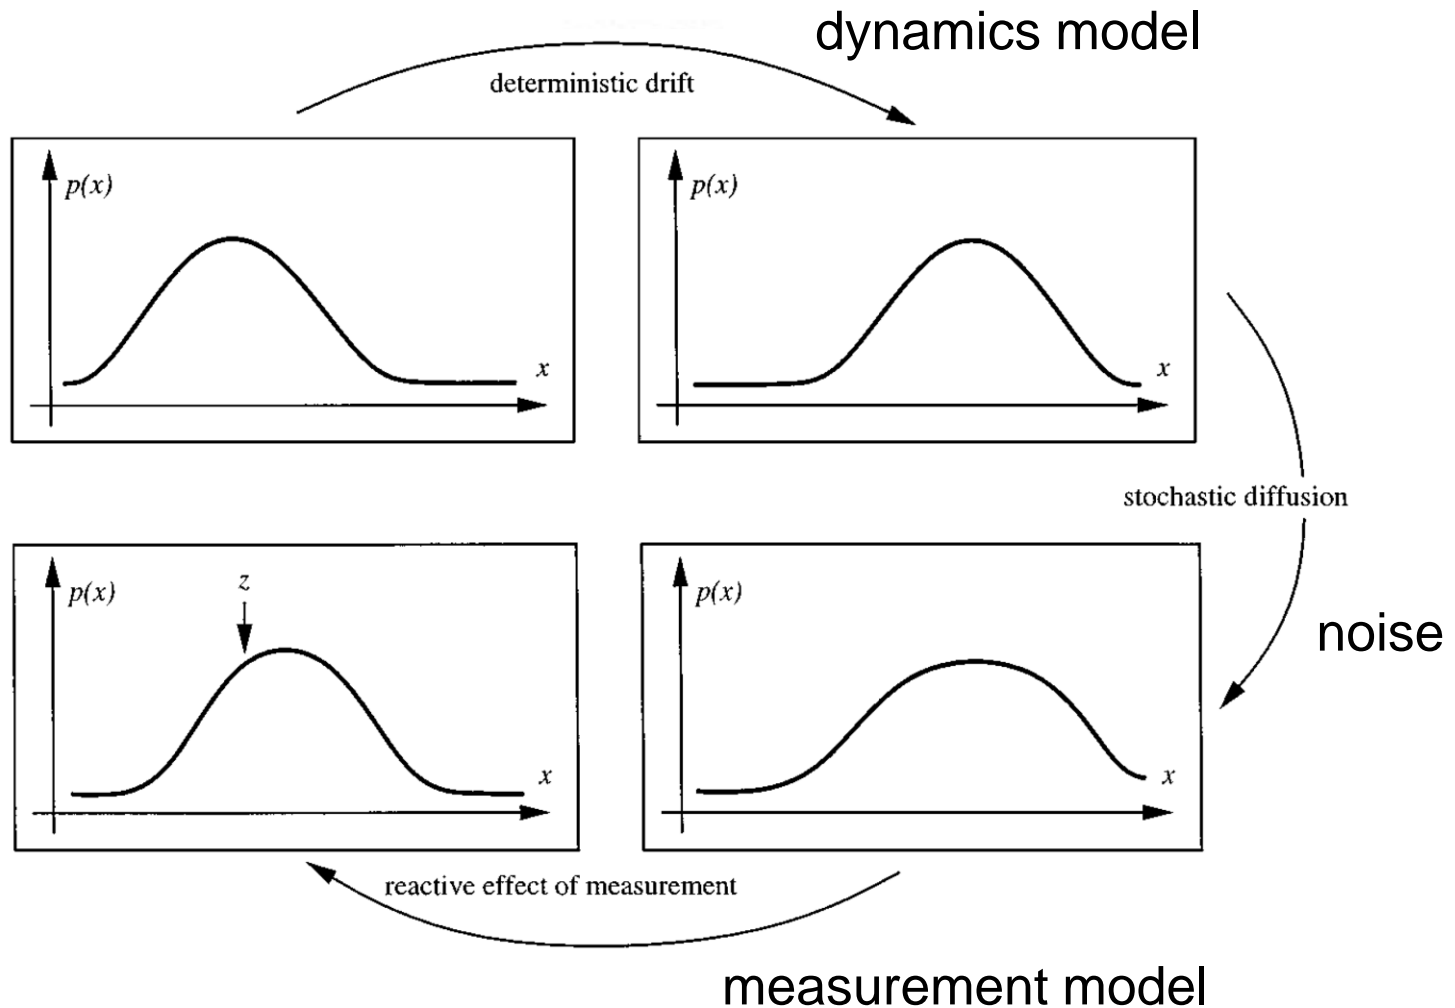 dynamics model
deterministic drift
p(x)
x
p(x)
x
stochastic diffusion
z
p(x)
x
p(x)
x
noise
reactive effect of measurement
measurement model